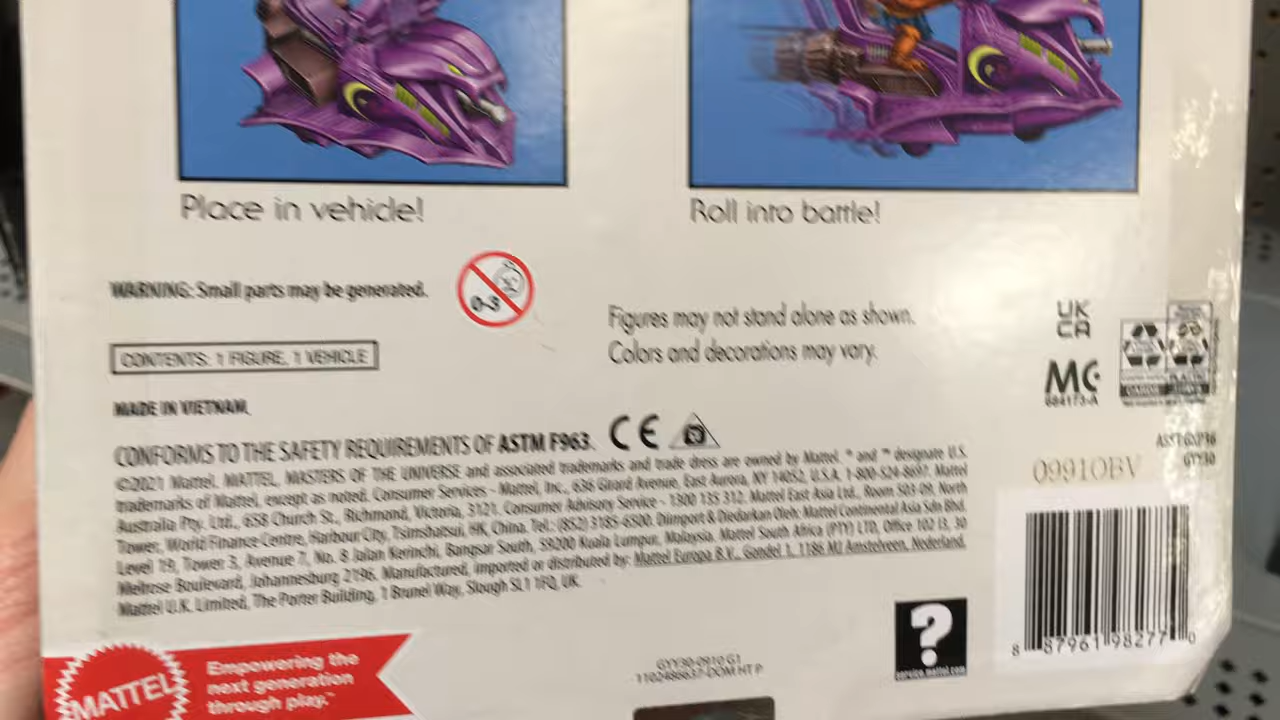 Place in vehicle!
Roll into battle!
WARNING: Small parts may be generated.
0-3
Figures may not stand alone as shown.
Colors and decorations may vary.
UK
CA
MC
CONTENTS: 1 FIGURE, 1 VEHICLE
MADE IN VIETNAM.
CONFORMS TO THE SAFETY REQUIREMENTS OF ASTM F963. CE
©2021 Mattel. MATTEL, MASTERS OF THE UNIVERSE and associated trademarks and trade dress are owned by Mattel. ® and ™ designate U.S.
trademarks of Mattel, except as noted. Consumer Services - Mattel, Inc., 636 Girard Avenue, East Aurora, NY 14052, U.S.A. 1-800-524-8697. Mattel
Australia Pty. Ltd., 658 Church St., Richmond, Victoria, 3121. Consumer Advisory Service - 1300 135 312. Mattel East Asia Ltd., Room 503-09, North
Tower, World Finance Centre, Harbour City, Tsimshatsui, HK, China. Tel.: (852) 3185-6500. Diimport & Diedarkan Oleh: Mattel Continental Asia Sdn Bhd.
Level 19, Tower 3, Avenue 7, No. 8 Jalan Kerinchi, Bangsar South, 59200 Kuala Lumpur, Malaysia. Mattel South Africa (PTY) LTD, Office 102 I3, 30
Melrose Boulevard, Johannesburg 2196. Manufactured, imported or distributed by: Mattel Europa B.V., Gondel 1, 1186 MJ Amstelveen, Nederland.
Mattel U.K. Limited, The Porter Building, 1 Brunel Way, Slough SL1 1FQ, UK.
GYY30
0991OBV
8 87961 98277 0
?
service.mattel.com
GYY30-0910 G1
MATTEL
Empowering the
next generation
through play.™